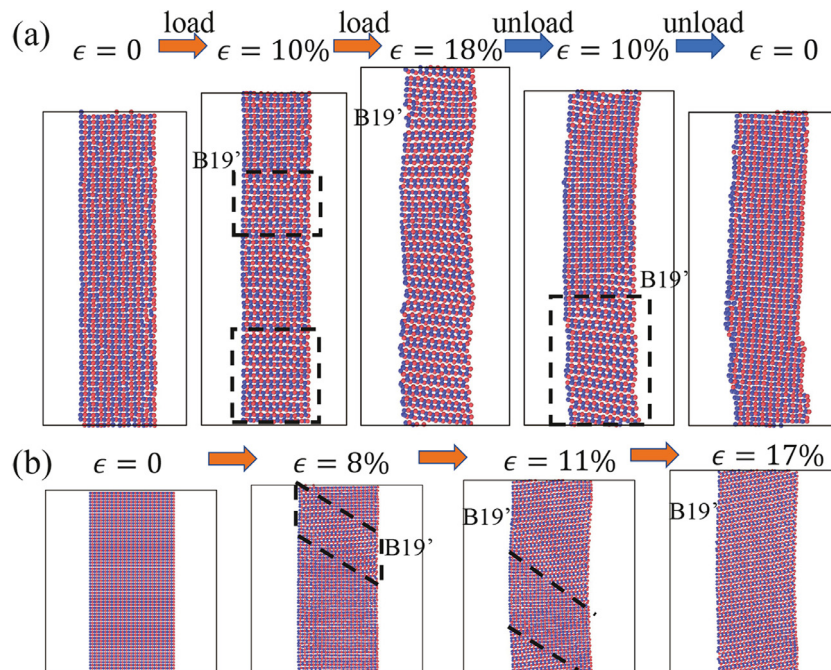 (a) load load unload unload
ϵ = 0 ϵ = 10% ϵ = 18% ϵ = 10% ϵ = 0
B19’
B19’
B19’
(b) ϵ = 0 ϵ = 8% ϵ = 11% ϵ = 17%
B19’ B19’
B19’